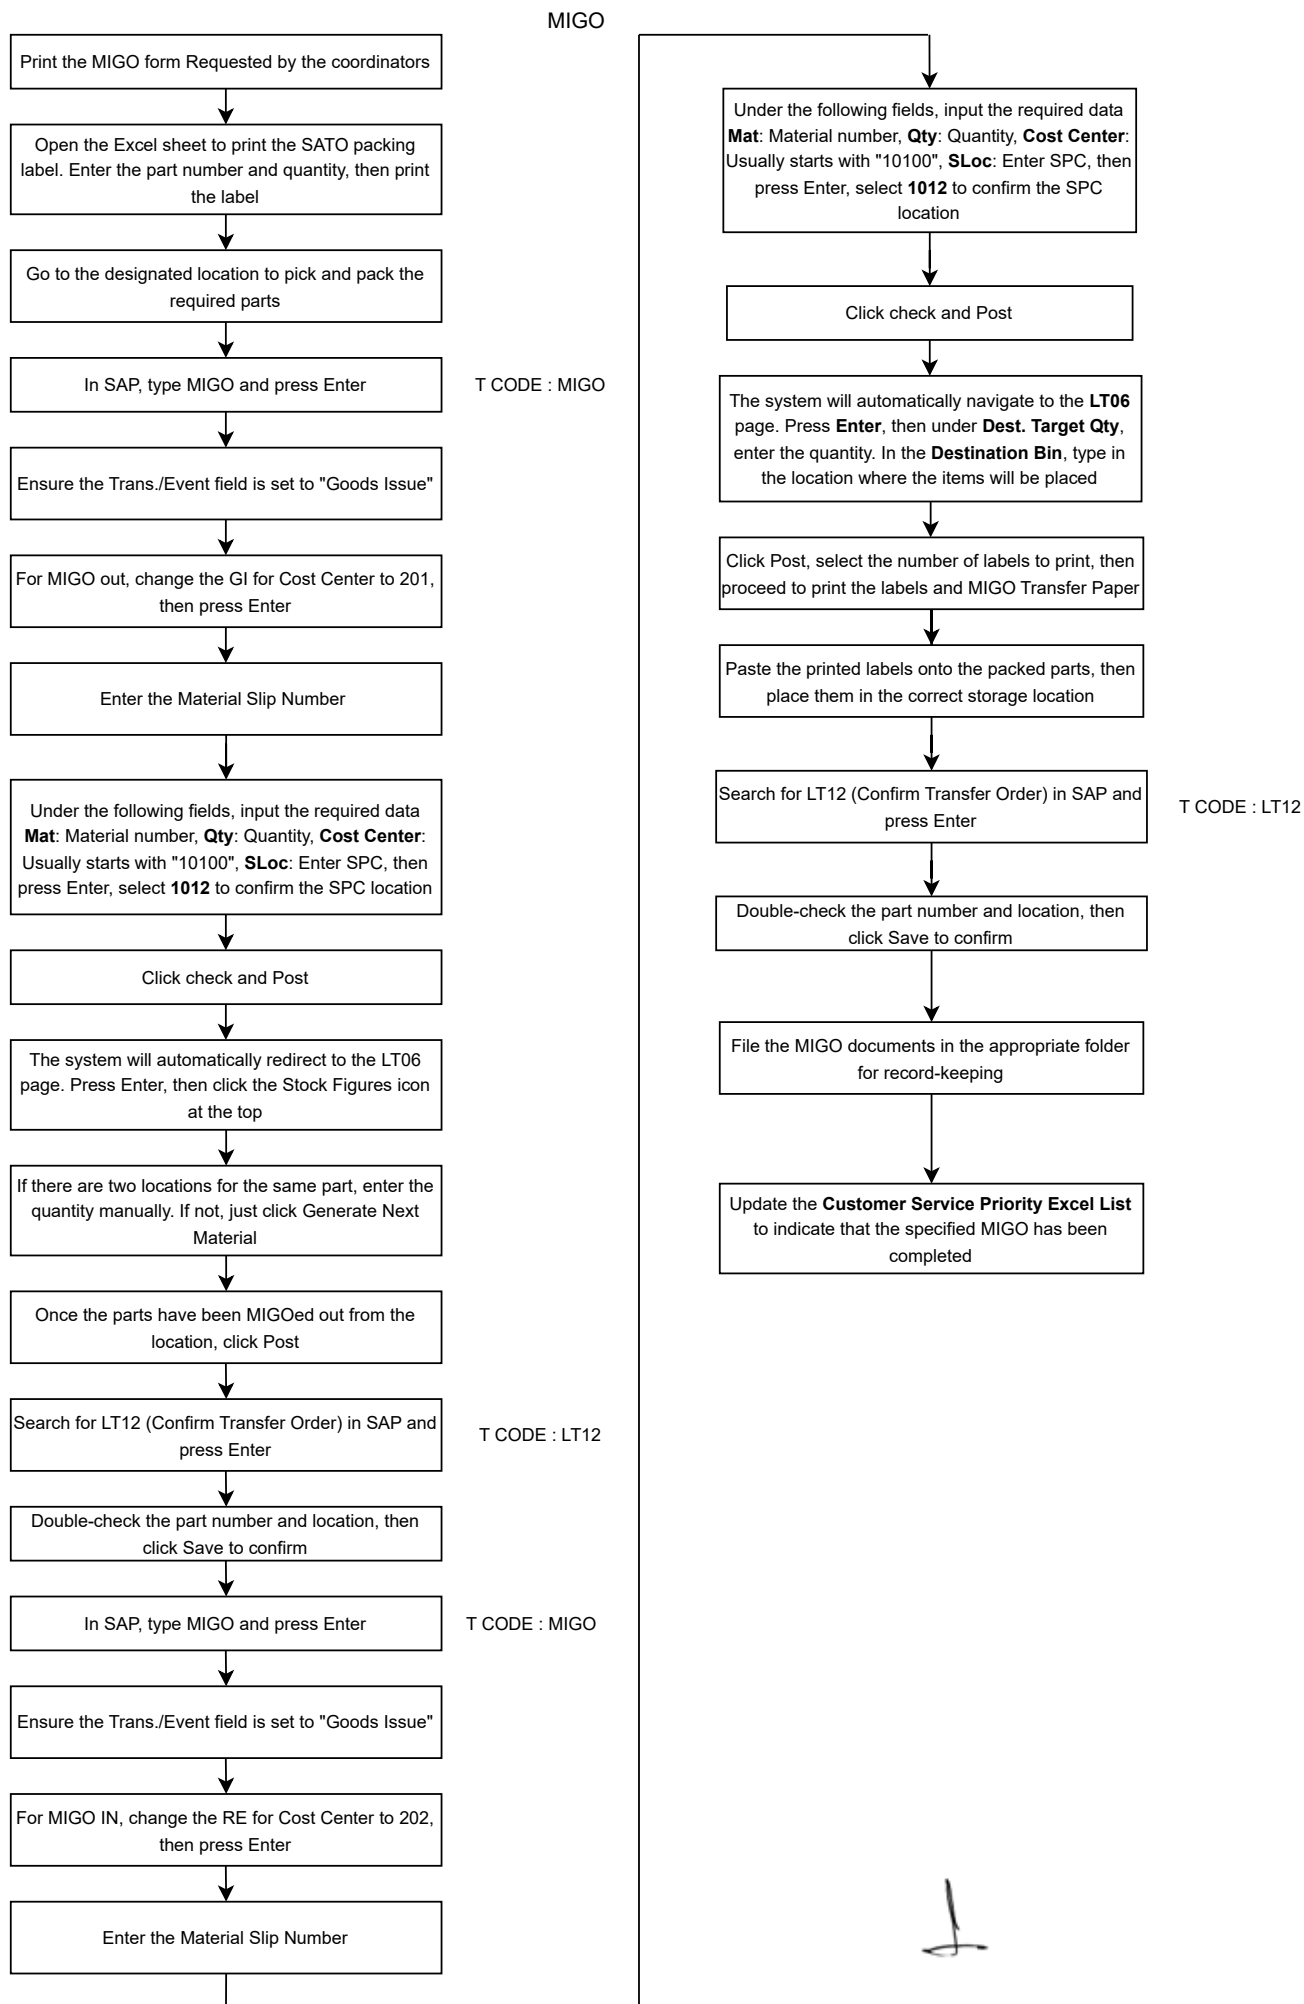 MIGO
Print the MIGO form Requested by the coordinators
Open the Excel sheet to print the SATO packing
label. Enter the part number and quantity, then print
the label
Go to the designated location to pick and pack the
required parts
In SAP, type MIGO and press Enter
T CODE : MIGO
Ensure the Trans./Event field is set to "Goods Issue"
For MIGO out, change the GI for Cost Center to 201,
then press Enter
Enter the Material Slip Number
Under the following fields, input the required data
Mat: Material number, Qty: Quantity, Cost Center:
Usually starts with "10100", SLoc: Enter SPC, then
press Enter, select 1012 to confirm the SPC location
Click check and Post
The system will automatically redirect to the LT06
page. Press Enter, then click the Stock Figures icon
at the top
If there are two locations for the same part, enter the
quantity manually. If not, just click Generate Next
Material
Once the parts have been MIGOed out from the
location, click Post
Search for LT12 (Confirm Transfer Order) in SAP and
press Enter
T CODE : LT12
Double-check the part number and location, then
click Save to confirm
In SAP, type MIGO and press Enter
T CODE : MIGO
Ensure the Trans./Event field is set to "Goods Issue"
For MIGO IN, change the RE for Cost Center to 202,
then press Enter
Enter the Material Slip Number
Under the following fields, input the required data
Mat: Material number, Qty: Quantity, Cost Center:
Usually starts with "10100", SLoc: Enter SPC, then
press Enter, select 1012 to confirm the SPC
location
Click check and Post
The system will automatically navigate to the LT06
page. Press Enter, then under Dest. Target Qty,
enter the quantity. In the Destination Bin, type in
the location where the items will be placed
Click Post, select the number of labels to print, then
proceed to print the labels and MIGO Transfer Paper
Paste the printed labels onto the packed parts, then
place them in the correct storage location
Search for LT12 (Confirm Transfer Order) in SAP and
press Enter
T CODE : LT12
Double-check the part number and location, then
click Save to confirm
File the MIGO documents in the appropriate folder
for record-keeping
Update the Customer Service Priority Excel List
to indicate that the specified MIGO has been
completed